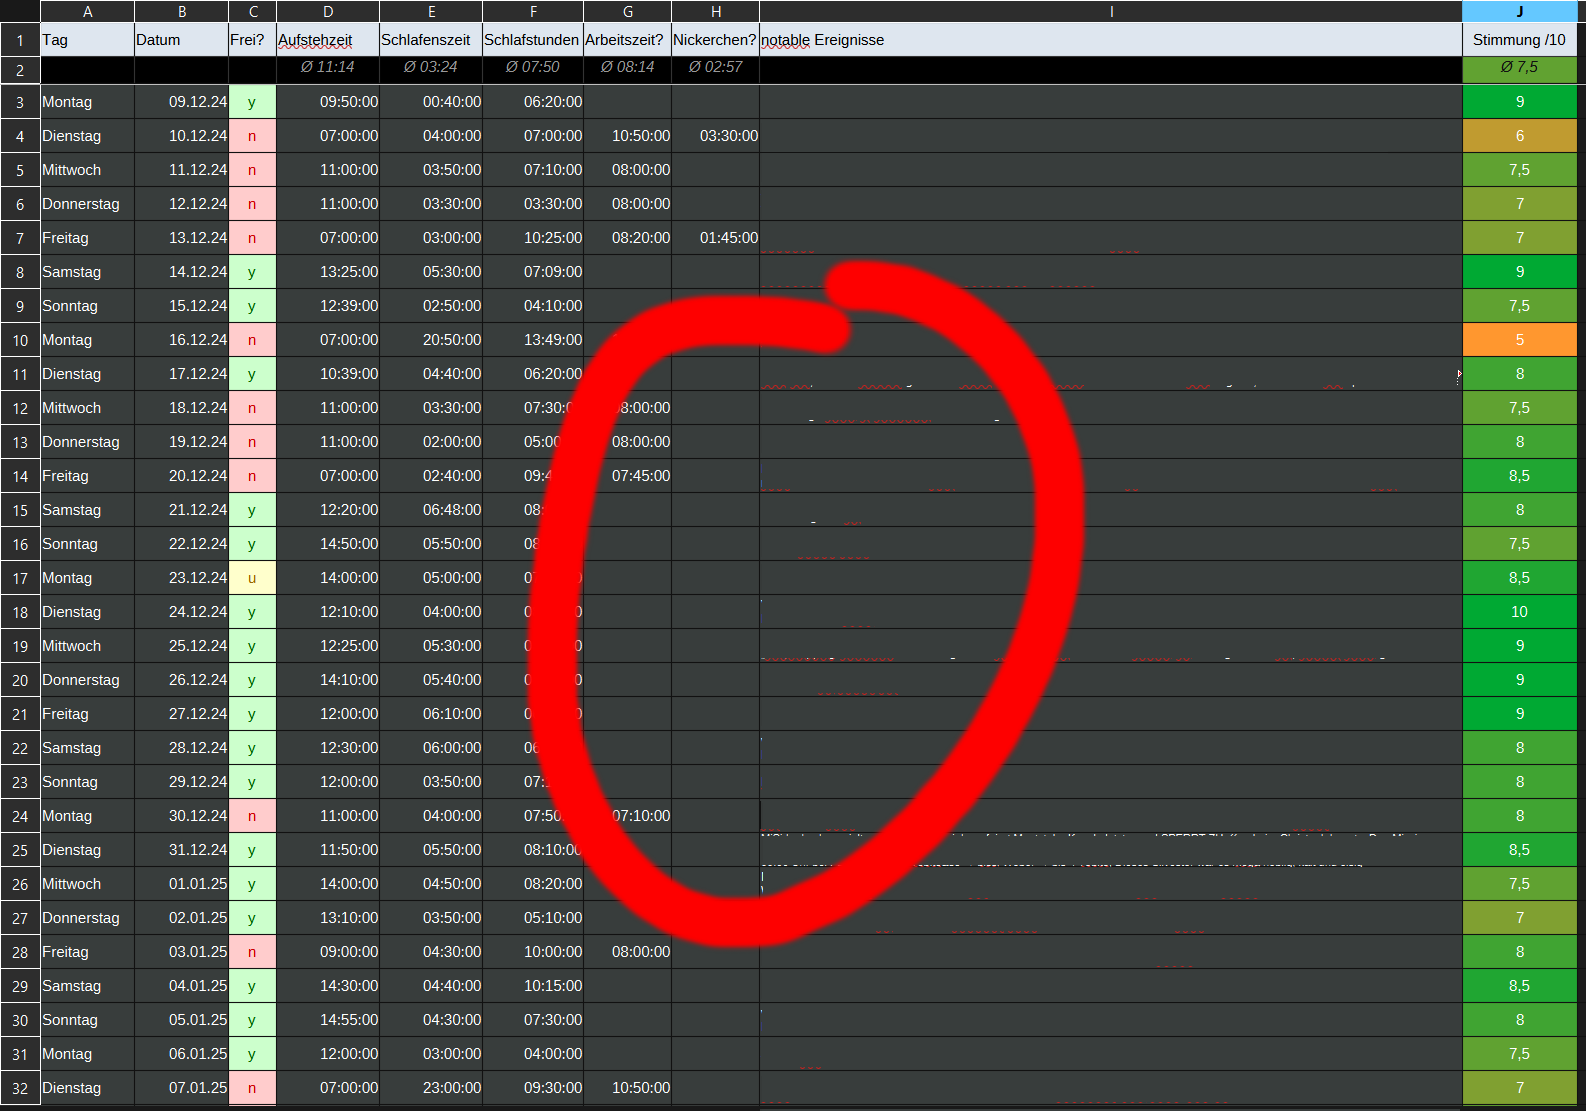 A B C D E F G H I J
1 Tag Datum Frei? Aufstehzeit Schlafenszeit Schlafstunden Arbeitszeit? Nickerchen? notable Ereignisse Stimmung /10
2 Ø 11:14 Ø 03:24 Ø 07:50 Ø 08:14 Ø 02:57 Ø 7,5
3 Montag 09.12.24 y 09:50:00 00:40:00 06:20:00 9
4 Dienstag 10.12.24 n 07:00:00 04:00:00 07:00:00 10:50:00 03:30:00 6
5 Mittwoch 11.12.24 n 11:00:00 03:50:00 07:10:00 08:00:00 7,5
6 Donnerstag 12.12.24 n 11:00:00 03:30:00 03:30:00 08:00:00 7
7 Freitag 13.12.24 n 07:00:00 03:00:00 10:25:00 08:20:00 01:45:00 7
8 Samstag 14.12.24 y 13:25:00 05:30:00 07:09:00 9
9 Sonntag 15.12.24 y 12:39:00 02:50:00 04:10:00 7,5
10 Montag 16.12.24 n 07:00:00 20:50:00 13:49:00 5
11 Dienstag 17.12.24 y 10:39:00 04:40:00 06:20:00 8
12 Mittwoch 18.12.24 n 11:00:00 03:30:00 07:30:00 08:00:00 7,5
13 Donnerstag 19.12.24 n 11:00:00 02:00:00 05:00 08:00:00 8
14 Freitag 20.12.24 n 07:00:00 02:40:00 09:4 07:45:00 8,5
15 Samstag 21.12.24 y 12:20:00 06:48:00 08: 8
16 Sonntag 22.12.24 y 14:50:00 05:50:00 08 7,5
17 Montag 23.12.24 u 14:00:00 05:00:00 8,5
18 Dienstag 24.12.24 y 12:10:00 04:00:00 10
19 Mittwoch 25.12.24 y 12:25:00 05:30:00 9
20 Donnerstag 26.12.24 y 14:10:00 05:40:00 9
21 Freitag 27.12.24 y 12:00:00 06:10:00 9
22 Samstag 28.12.24 y 12:30:00 06:00:00 06 8
23 Sonntag 29.12.24 y 12:00:00 03:50:00 07: 8
24 Montag 30.12.24 n 11:00:00 04:00:00 07:50 07:10:00 8
25 Dienstag 31.12.24 y 11:50:00 05:50:00 08:10:00 8,5
26 Mittwoch 01.01.25 y 14:00:00 04:50:00 08:20:00 7,5
27 Donnerstag 02.01.25 y 13:10:00 03:50:00 05:10:00 7
28 Freitag 03.01.25 n 09:00:00 04:30:00 10:00:00 08:00:00 8
29 Samstag 04.01.25 y 14:30:00 04:40:00 10:15:00 8,5
30 Sonntag 05.01.25 y 14:55:00 04:30:00 07:30:00 8
31 Montag 06.01.25 y 12:00:00 03:00:00 04:00:00 7,5
32 Dienstag 07.01.25 n 07:00:00 23:00:00 09:30:00 10:50:00 7